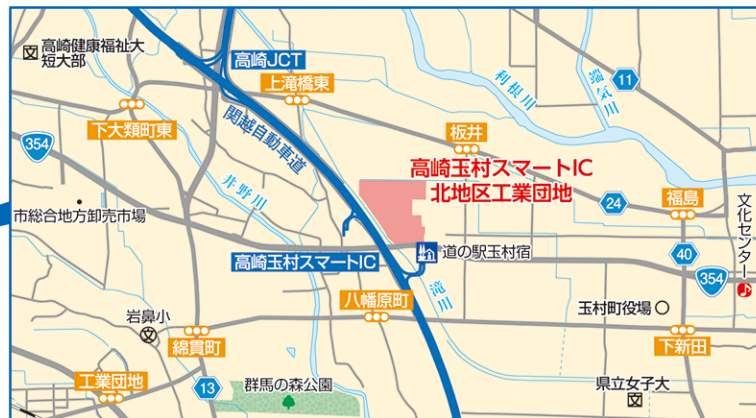 高崎健康福祉大
短大部
高崎JCT
上滝橋東
利根川
端気川
11
下大類町東
関越自動車道
板井
354
高崎玉村スマートIC
北地区工業団地
井野川
24
福島
文化センター
市総合地方卸売市場
道の駅玉村宿
40
高崎玉村スマートIC
354
滝川
八幡原町
玉村町役場
岩鼻小
綿貫町
下新田
工業団地
13
群馬の森公園
県立女子大